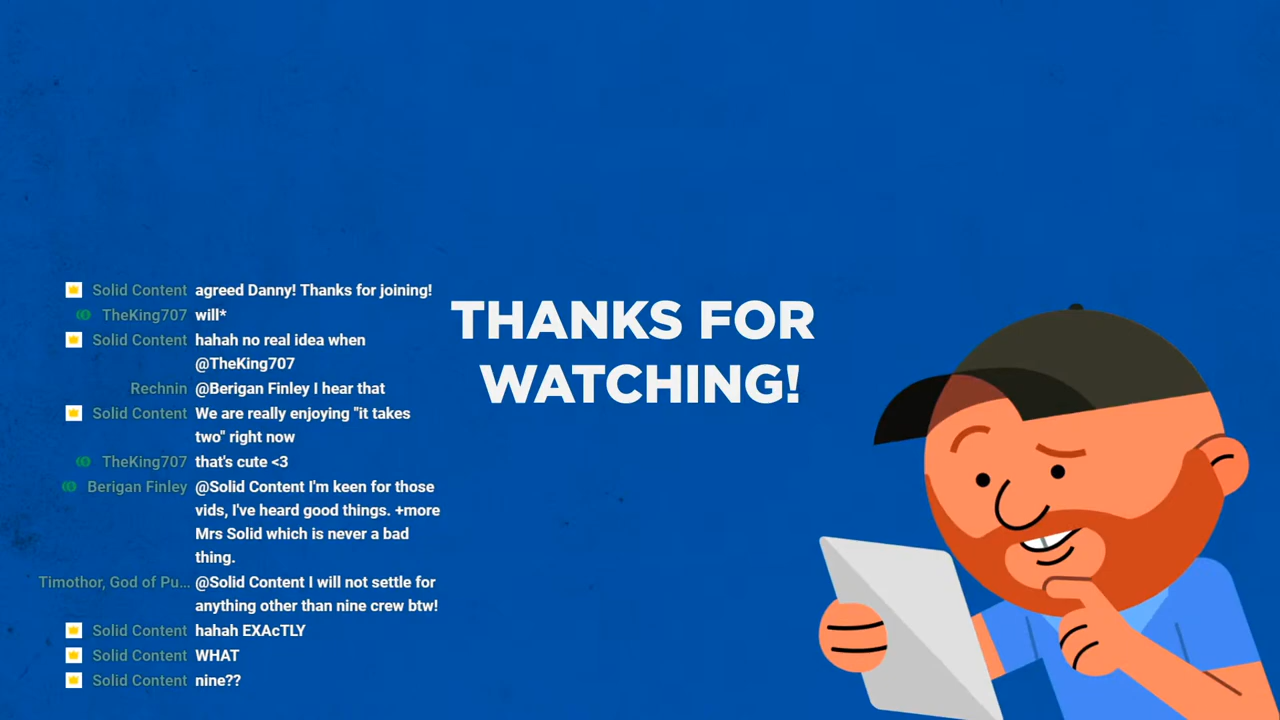 Solid Content agreed Danny! Thanks for joining!
TheKing707 will*
Solid Content hahah no real idea when
@TheKing707
Rechnin @Berigan Finley I hear that
Solid Content We are really enjoying "it takes
two" right now
TheKing707 that's cute <3
Berigan Finley @Solid Content I'm keen for those
vids, I've heard good things. +more
Mrs Solid which is never a bad
thing.
Timothor, God of Pu... @Solid Content I will not settle for
anything other than nine crew btw!
Solid Content hahah EXAcTLY
Solid Content WHAT
Solid Content nine??
THANKS FOR
WATCHING!